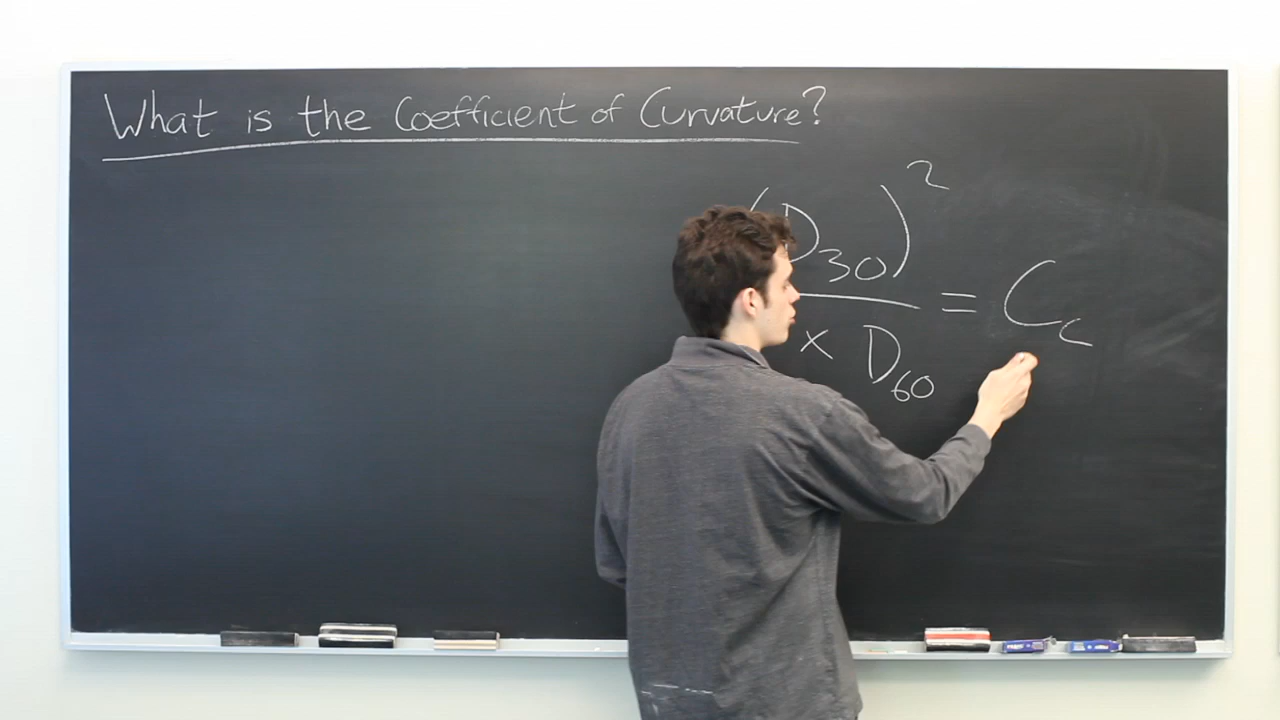 What is the Coefficient of Curvature?
(D30)² = Cc
x D60